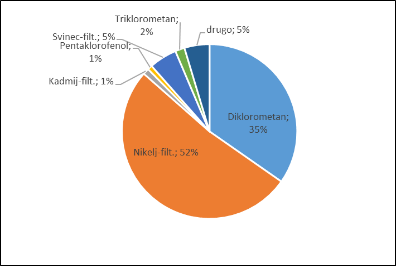 Triklorometan;
2%
drugo; 5%
Svinec-filt.; 5%
Pentaklorofenol;
1%
Kadmij-filt.; 1%
Diklorometan;
35%
Nikelj-filt.; 52%